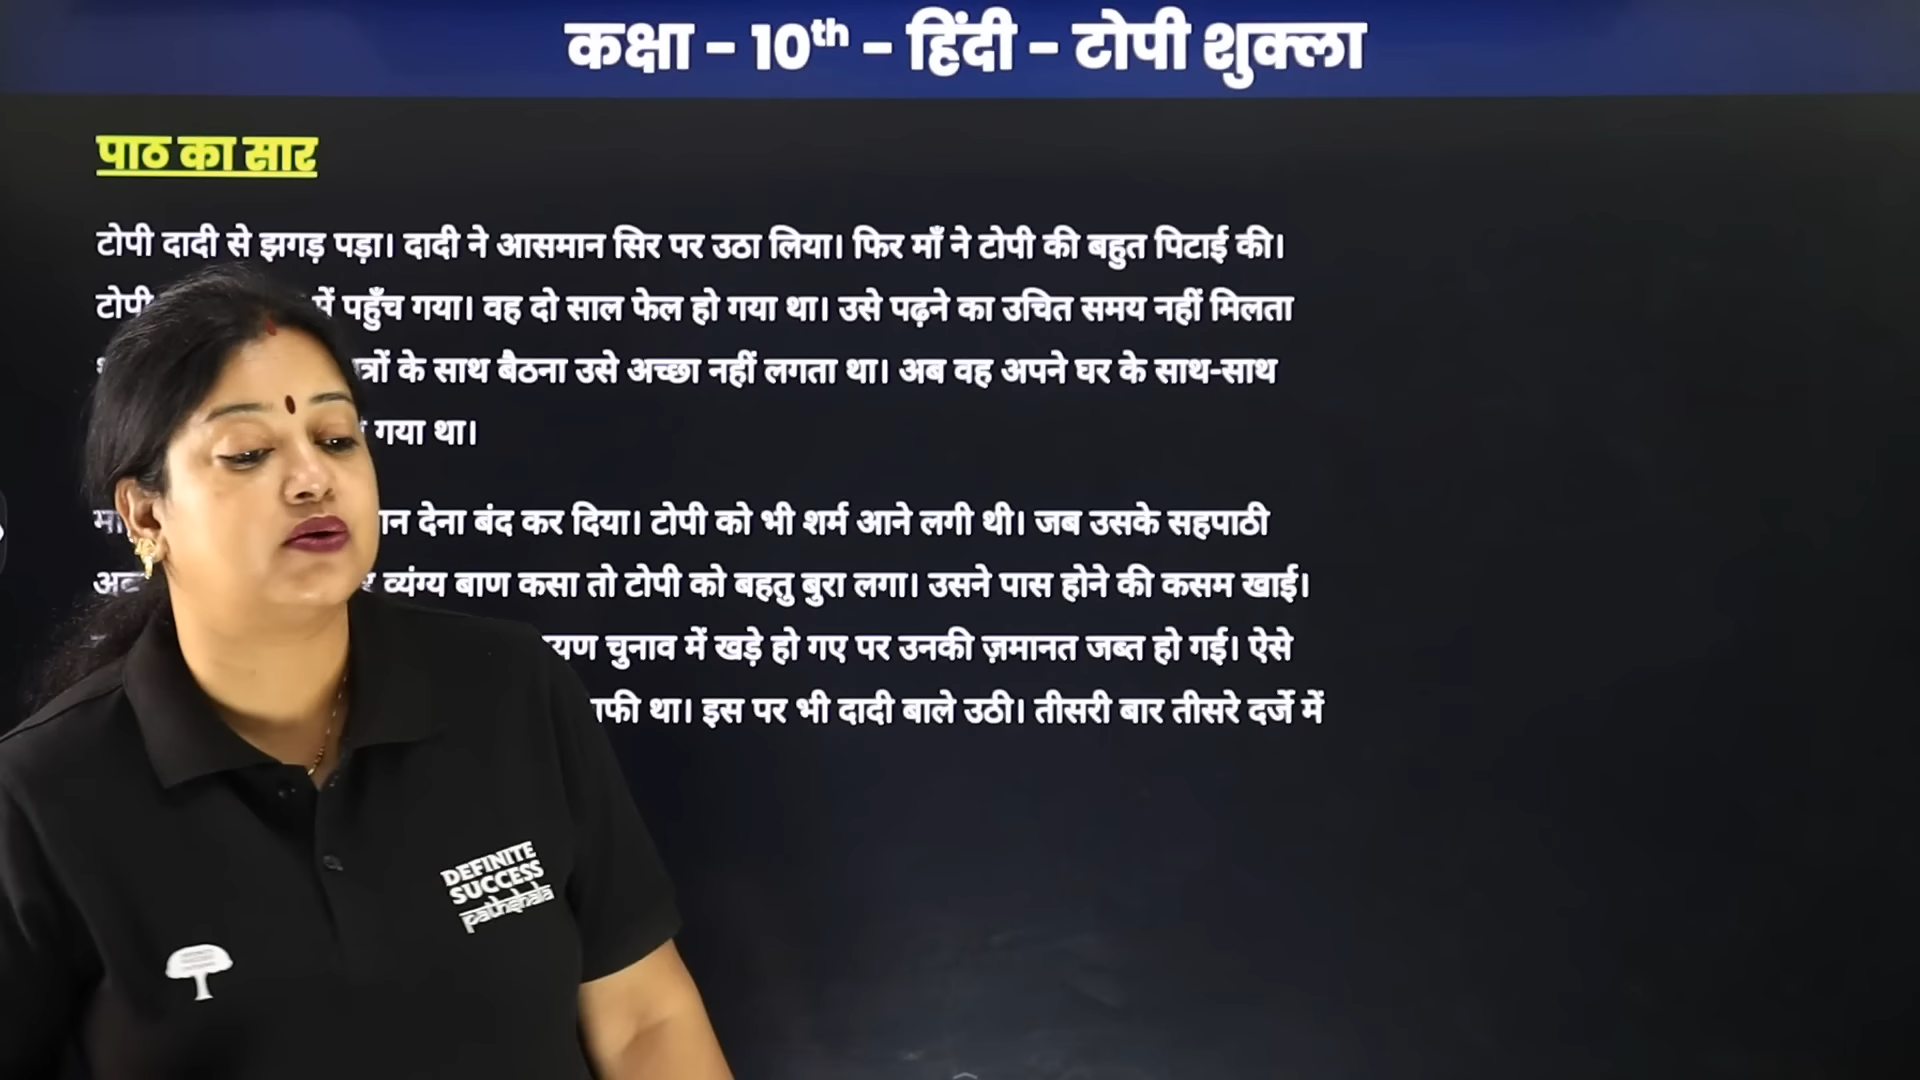 कक्षा - 10th - हिंदी - टोपी शुक्ला
पाठ का सार
टोपी दादी से झगड़ पड़ा। दादी ने आसमान सिर पर उठा लिया। फिर माँ ने टोपी की बहुत पिटाई की।
टोपी में पहुँच गया। वह दो साल फेल हो गया था। उसे पढ़ने का उचित समय नहीं मिलता
के साथ बैठना उसे अच्छा नहीं लगता था। अब वह अपने घर के साथ-साथ
गया था।
देना बंद कर दिया। टोपी को भी शर्म आने लगी थी। जब उसके सहपाठी
व्यंग्य बाण कसा तो टोपी को बहतु बुरा लगा। उसने पास होने की कसम खाई।
चुनाव में खड़े हो गए पर उनकी ज़मानत जब्त हो गई। ऐसे
था। इस पर भी दादी बाले उठी। तीसरी बार तीसरे दर्जे में
DEFINITE
SUCCESS
pathshala